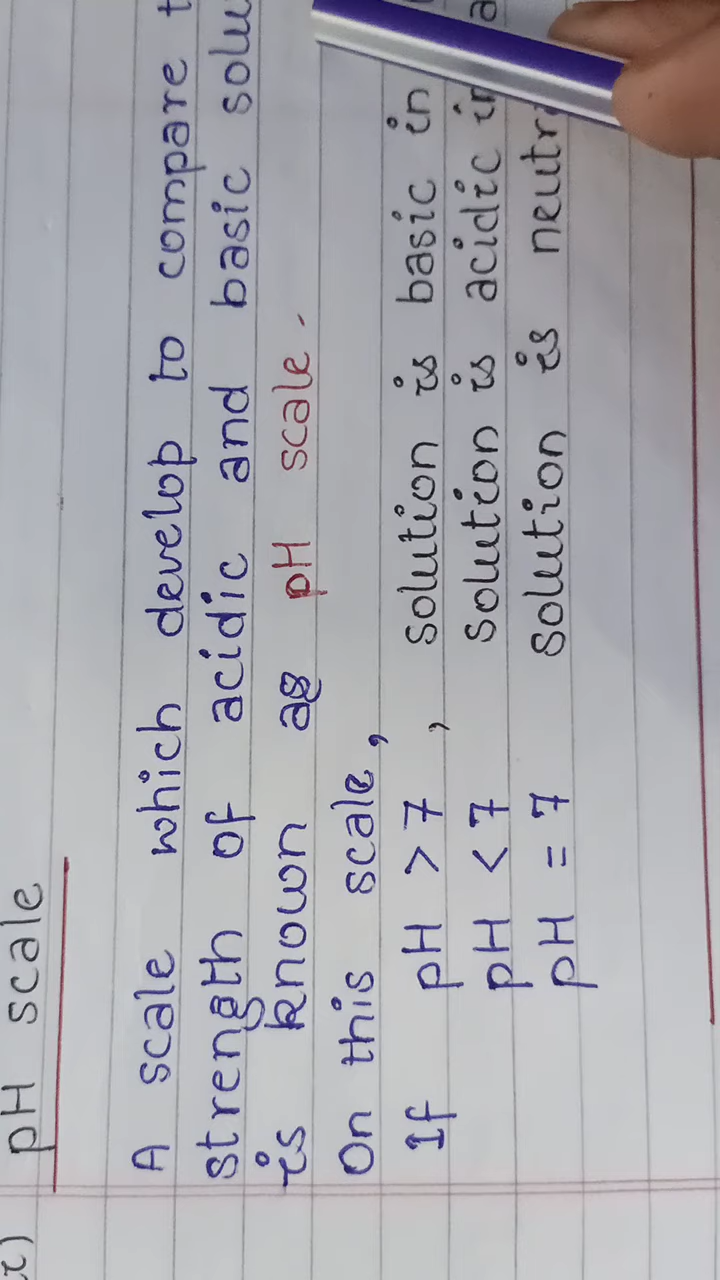 pH scale
A scale which develop to compare
strength of acidic and basic
is known as pH scale.
On this scale,
If pH > 7, solution is basic in
pH < 7 solution is acidic
pH = 7 solution is